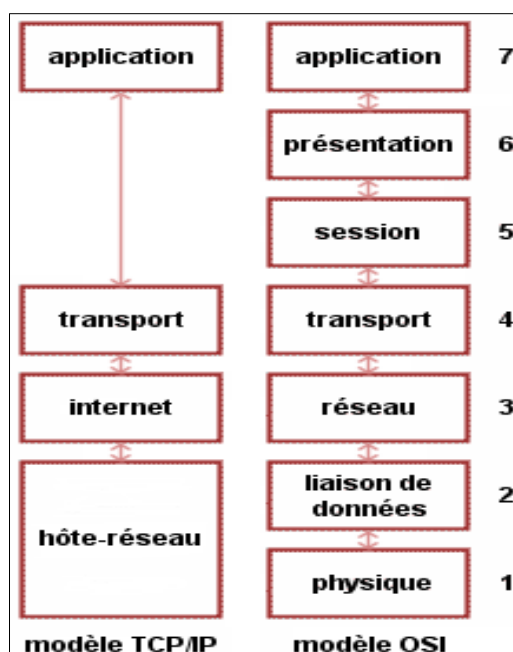 application application 7
présentation 6
session 5
transport transport 4
internet réseau 3
liaison de
données 2
hôte-réseau
physique 1
modèle TCP/IP modèle OSI